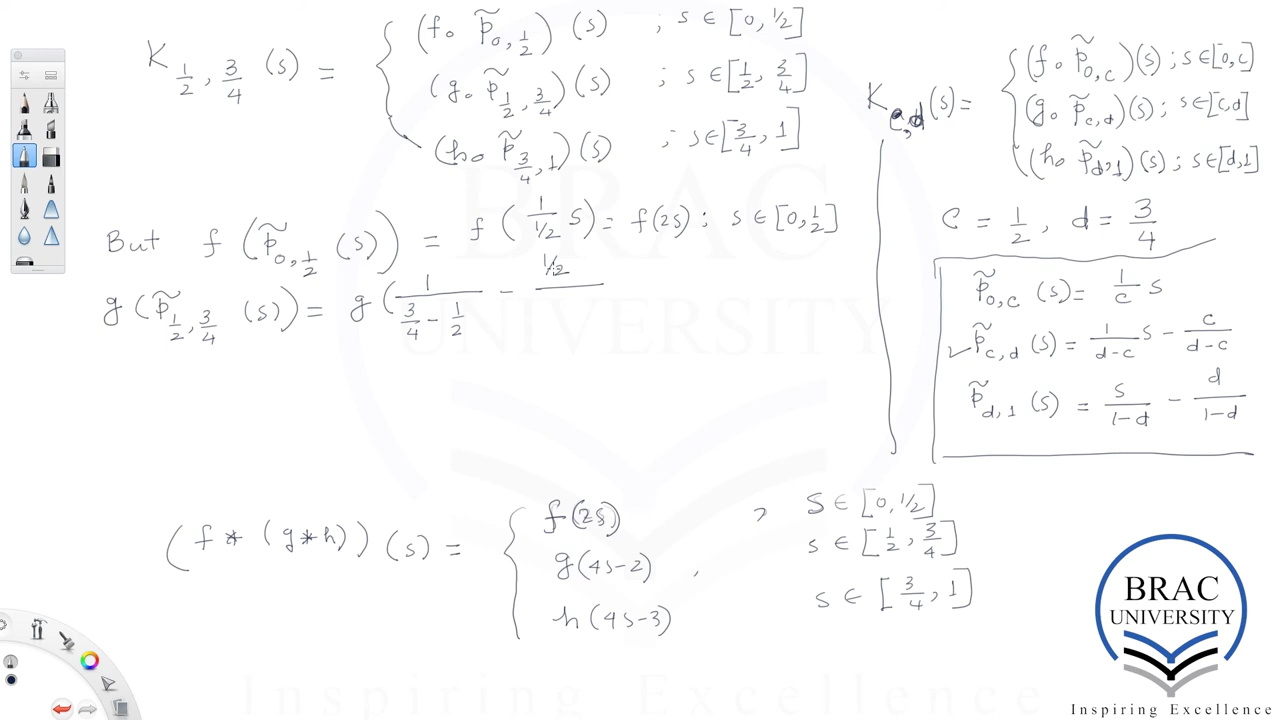 K_{1/2, 3/4} (s) = { (f ∘ p̃_{0, 1/2}) (s) ; s ∈ [0, 1/2]
(g ∘ p̃_{1/2, 3/4}) (s) ; s ∈ [1/2, 3/4]
(h ∘ p̃_{3/4, 1}) (s) ; s ∈ [3/4, 1]
But f (p̃_{0, 1/2} (s)) = f (1/(1/2) s) = f(2s) ; s ∈ [0, 1/2]
g (p̃_{1/2, 3/4} (s)) = g ( 1/(3/4 - 1/2) - 1/2
K_{c,d}(s) = { (f ∘ p̃_{0,c})(s) ; s ∈ [0,c]
(g ∘ p̃_{c,d})(s) ; s ∈ [c,d]
(h ∘ p̃_{d,1})(s) ; s ∈ [d,1]
c = 1/2 , d = 3/4
p̃_{0,c} (s) = 1/c s
✓ p̃_{c,d} (s) = 1/(d-c) s - c/(d-c)
p̃_{d,1} (s) = s/(1-d) - d/(1-d)
(f * (g * h)) (s) = { f(2s) , s ∈ [0, 1/2]
g(4s-2) , s ∈ [1/2, 3/4]
h(4s-3) s ∈ [3/4, 1]
BRAC
UNIVERSITY
Inspiring Excellence
BRAC
UNIVERSITY
Inspiring Excellence